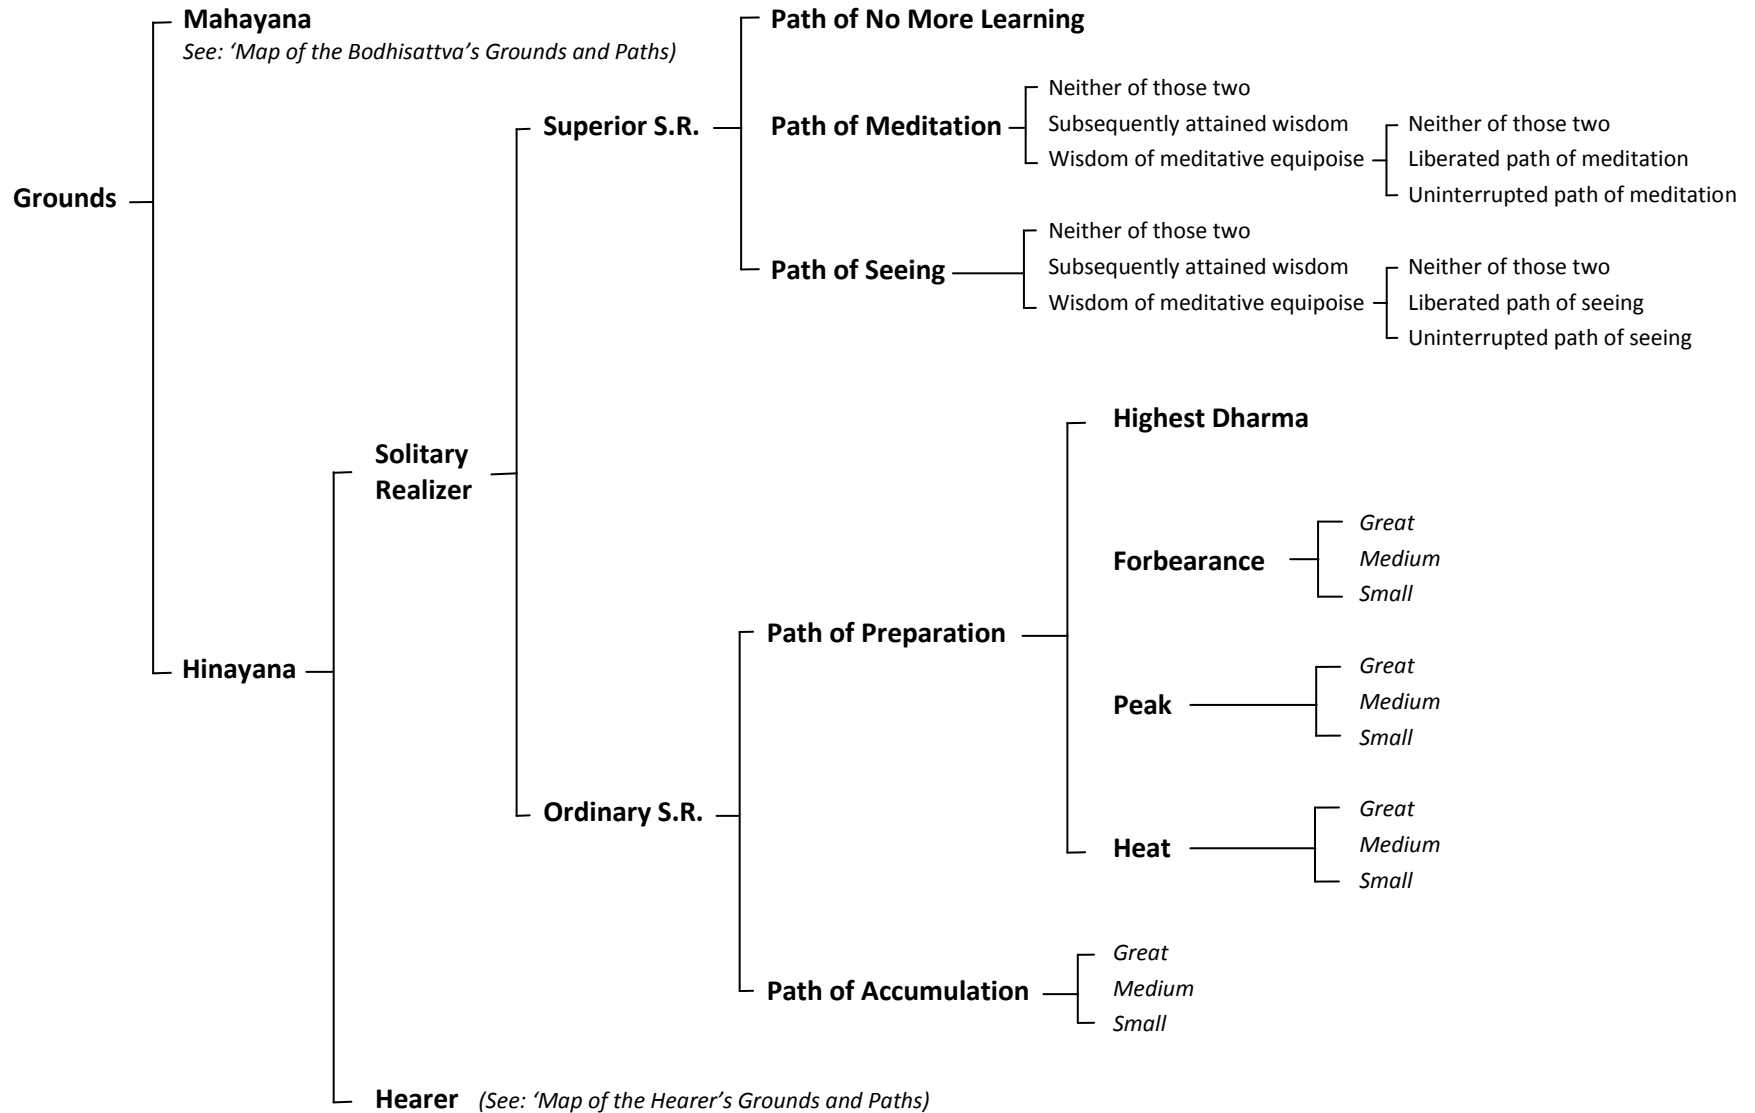 Mahayana
See: ‘Map of the Bodhisattva’s Grounds and Paths)
Path of No More Learning
Neither of those two
Superior S.R.
Path of Meditation
Subsequently attained wisdom
Neither of those two
Wisdom of meditative equipoise
Liberated path of meditation
Grounds
Uninterrupted path of meditation
Neither of those two
Path of Seeing
Subsequently attained wisdom
Neither of those two
Wisdom of meditative equipoise
Liberated path of seeing
Uninterrupted path of seeing
Highest Dharma
Solitary
Realizer
Great
Forbearance
Medium
Small
Path of Preparation
Hinayana
Great
Peak
Medium
Small
Ordinary S.R.
Great
Heat
Medium
Small
Great
Path of Accumulation
Medium
Small
Hearer (See: ‘Map of the Hearer’s Grounds and Paths)